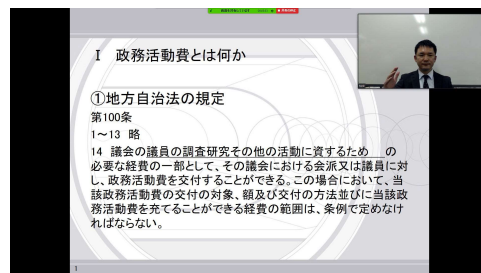 Ⅰ 政務活動費とは何か
①地方自治法の規定
第100条
1～13 略
14 議会の議員の調査研究その他の活動に資するため の
必要な経費の一部として、その議会における会派又は議員に対
し、政務活動費を交付することができる。この場合において、当
該政務活動費の交付の対象、額及び交付の方法並びに当該政
務活動費を充てることができる経費の範囲は、条例で定めなけ
ればならない。
1